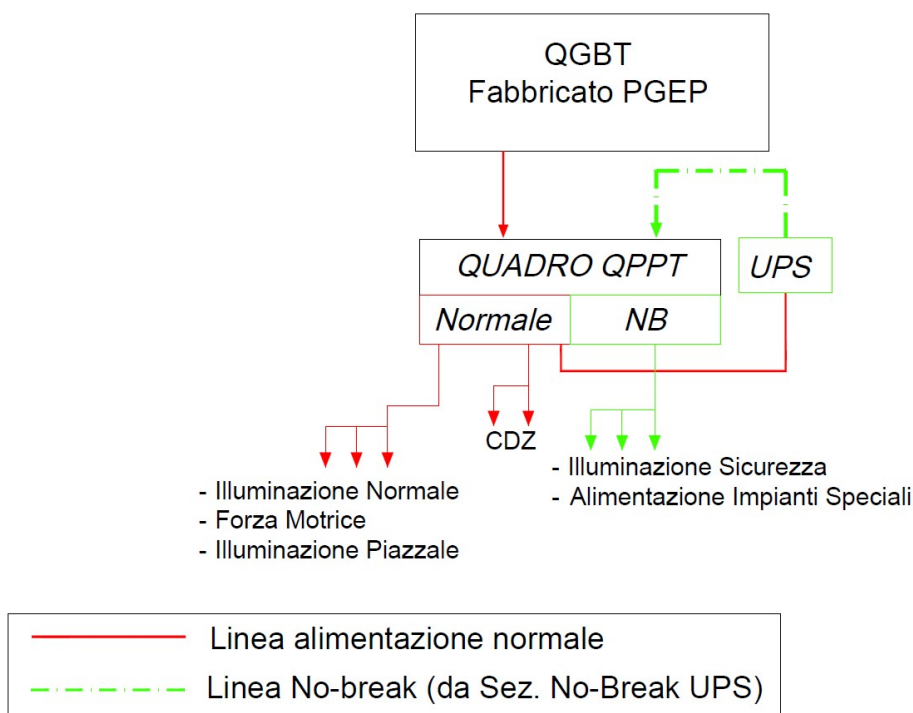 QGBT
Fabbricato PGEP
QUADRO QPPT
UPS
Normale
NB
CDZ
- Illuminazione Normale
- Forza Motrice
- Illuminazione Piazzale
- Illuminazione Sicurezza
- Alimentazione Impianti Speciali
Linea alimentazione normale
Linea No-break (da Sez. No-Break UPS)